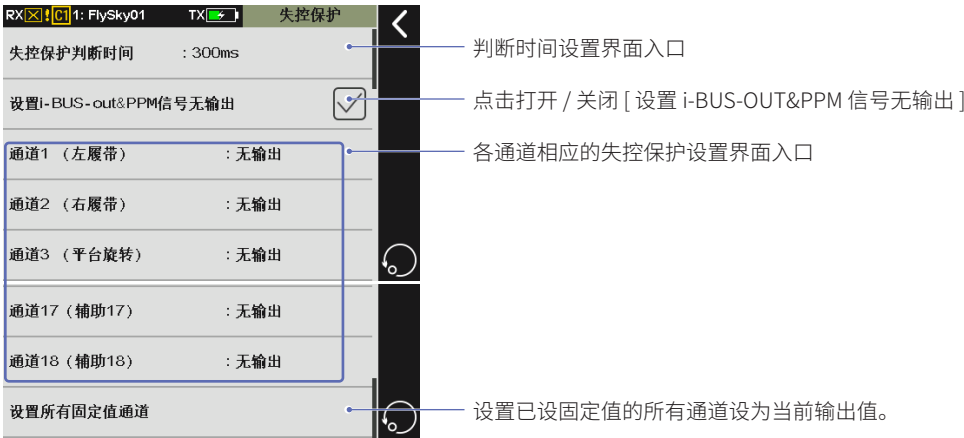 RX C1 1: FlySky01 TX 失控保护
失控保护判断时间 : 300ms
判断时间设置界面入口
设置i-BUS-out&PPM信号无输出
点击打开 / 关闭 [ 设置 i-BUS-OUT&PPM 信号无输出 ]
通道1 （左履带） : 无输出
各通道相应的失控保护设置界面入口
通道2 （右履带） : 无输出
通道3 （平台旋转） : 无输出
通道17（辅助17） : 无输出
通道18（辅助18） : 无输出
设置所有固定值通道
设置已设固定值的所有通道设为当前输出值。